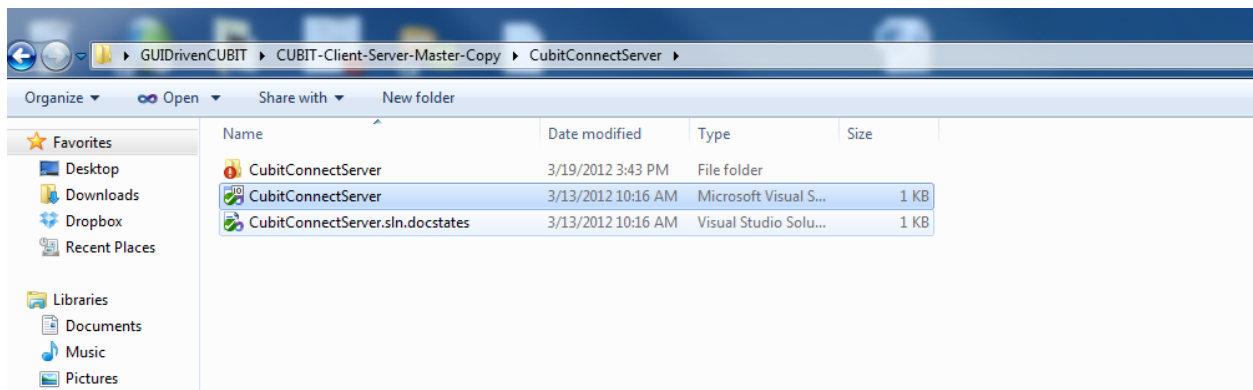 GUIDrivenCUBIT CUBIT-Client-Server-Master-Copy CubitConnectServer
Organize Open Share with New folder
Favorites
Desktop
Downloads
Dropbox
Recent Places
Libraries
Documents
Music
Pictures
Name Date modified Type Size
CubitConnectServer 3/19/2012 3:43 PM File folder
CubitConnectServer 3/13/2012 10:16 AM Microsoft Visual S... 1 KB
CubitConnectServer.sln.docstates 3/13/2012 10:16 AM Visual Studio Solu... 1 KB